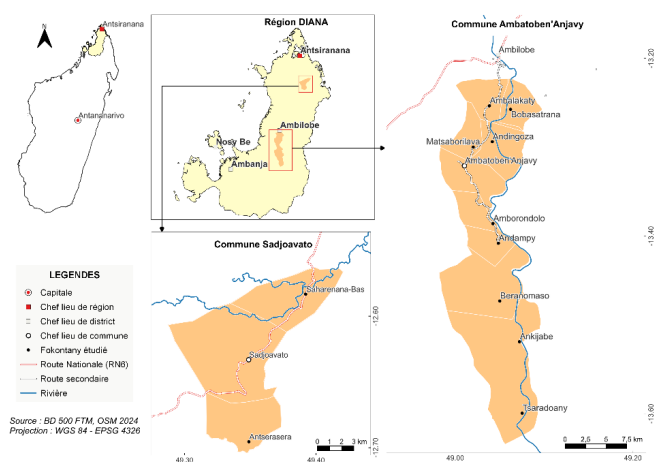 N
Antsiranana
Antananarivo
Région DIANA
Antsiranana
Ambilobe
Nosy Be
Ambanja
Commune Ambatoben'Anjavy
Ambilobe
Ambalakaty
Bobasatrana
Andingoza
Matsaborilava
Ambatoben'Anjavy
Amborondolo
Andampy
Beramomaso
Ankijabe
Tsaradoany
-13.20
-13.40
-13.60
49.00
49.20
0 2,5 5 7,5 km
Commune Sadjoavato
Saharenana-Bas
Sadjoavato
Antserasera
-12.60
-12.70
49.30
49.40
0 1 2 3 km
LEGENDES
Capitale
Chef lieu de région
Chef lieu de district
Chef lieu de commune
Fokontany étudié
Route Nationale (RN6)
Route secondaire
Rivière
Source : BD 500 FTM, OSM 2024
Projection : WGS 84 - EPSG 4326